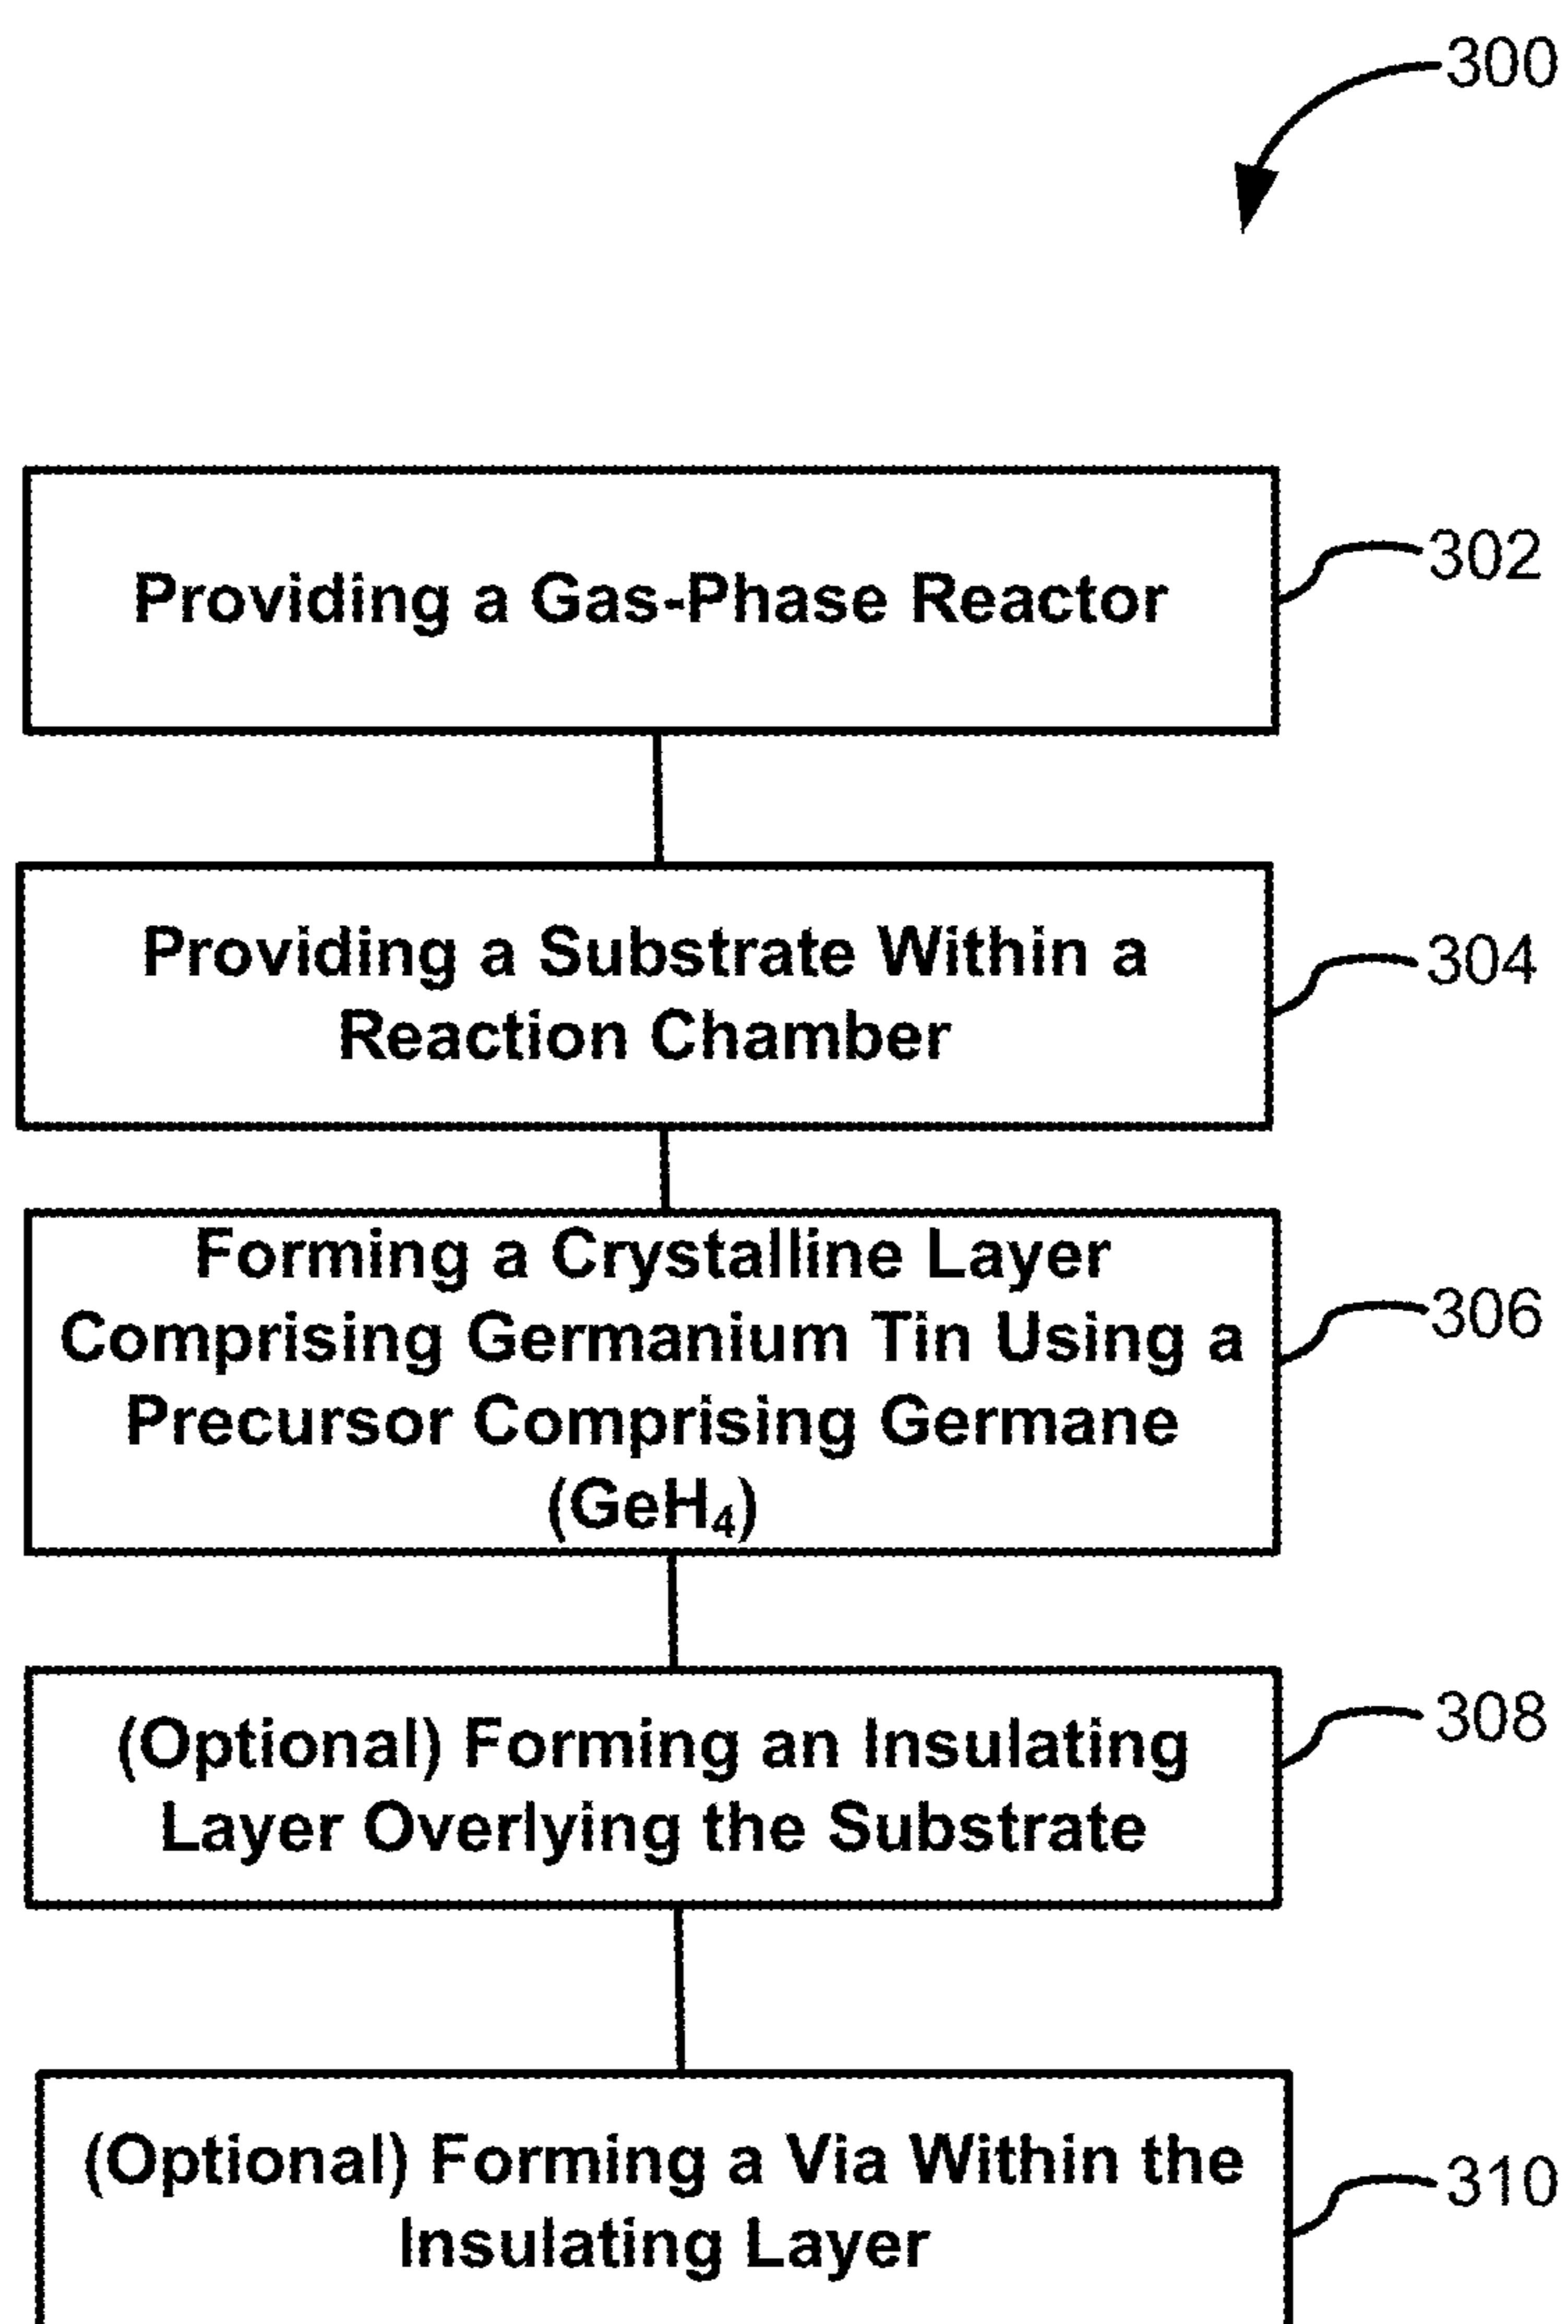 300
Providing a Gas-Phase Reactor
302
Providing a Substrate Within a
Reaction Chamber
304
Forming a Crystalline Layer
Comprising Germanium Tin Using a
Precursor Comprising Germane
(GeH₄)
306
(Optional) Forming an Insulating
Layer Overlying the Substrate
308
(Optional) Forming a Via Within the
Insulating Layer
310